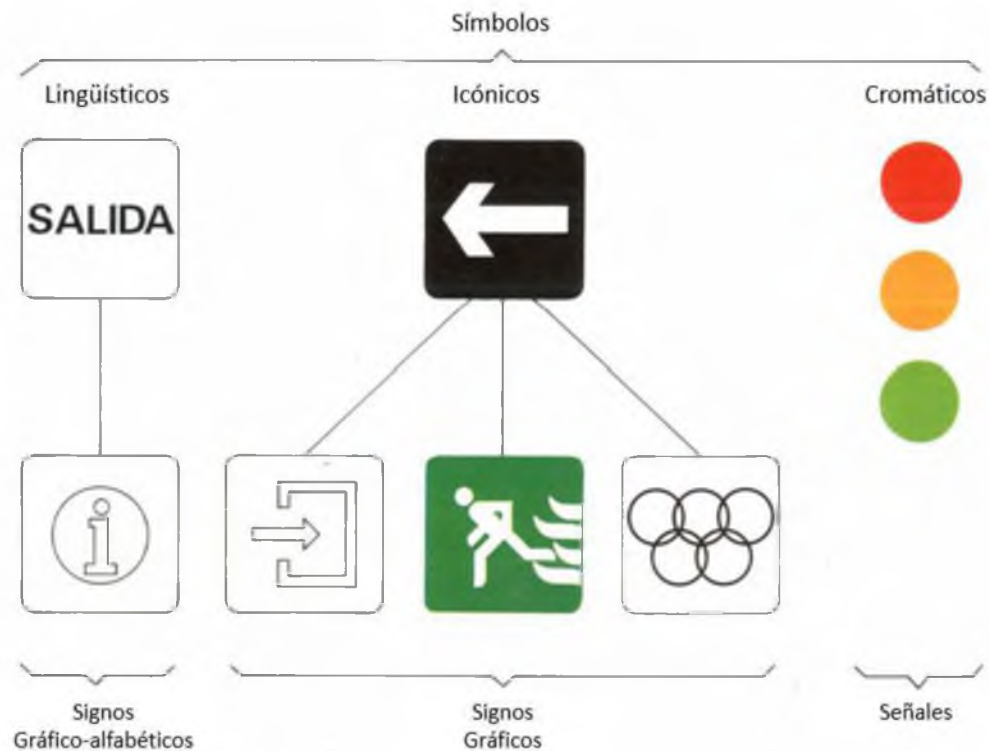 Símbolos
Lingüísticos
Icónicos
Cromáticos
SALIDA
i
Signos
Gráfico-alfabéticos
Signos
Gráficos
Señales